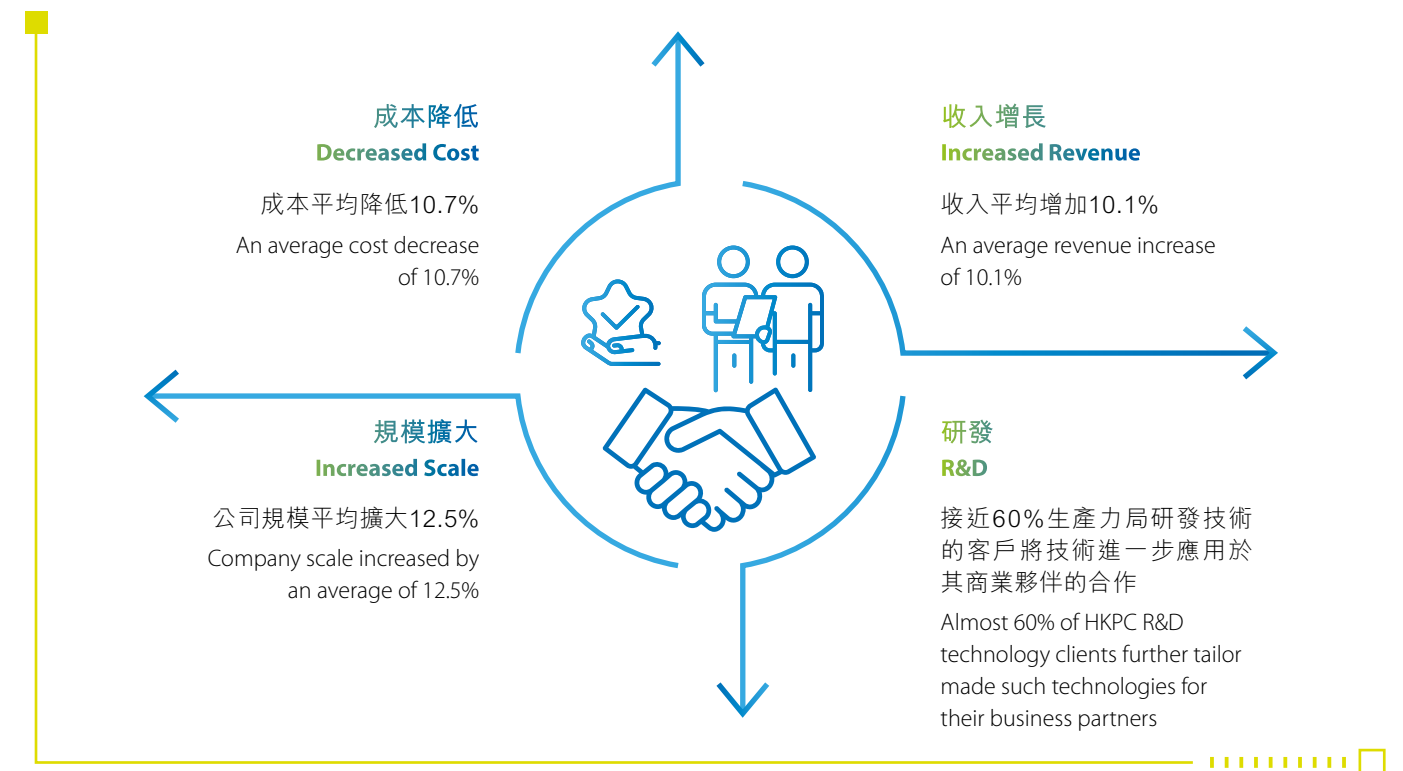 成本降低
Decreased Cost
成本平均降低10.7%
An average cost decrease
of 10.7%
收入增長
Increased Revenue
收入平均增加10.1%
An average revenue increase
of 10.1%
規模擴大
Increased Scale
公司規模平均擴大12.5%
Company scale increased by
an average of 12.5%
研發
R&D
接近60%生產力局研發技術
的客戶將技術進一步應用於
其商業夥伴的合作
Almost 60% of HKPC R&D
technology clients further tailor
made such technologies for
their business partners